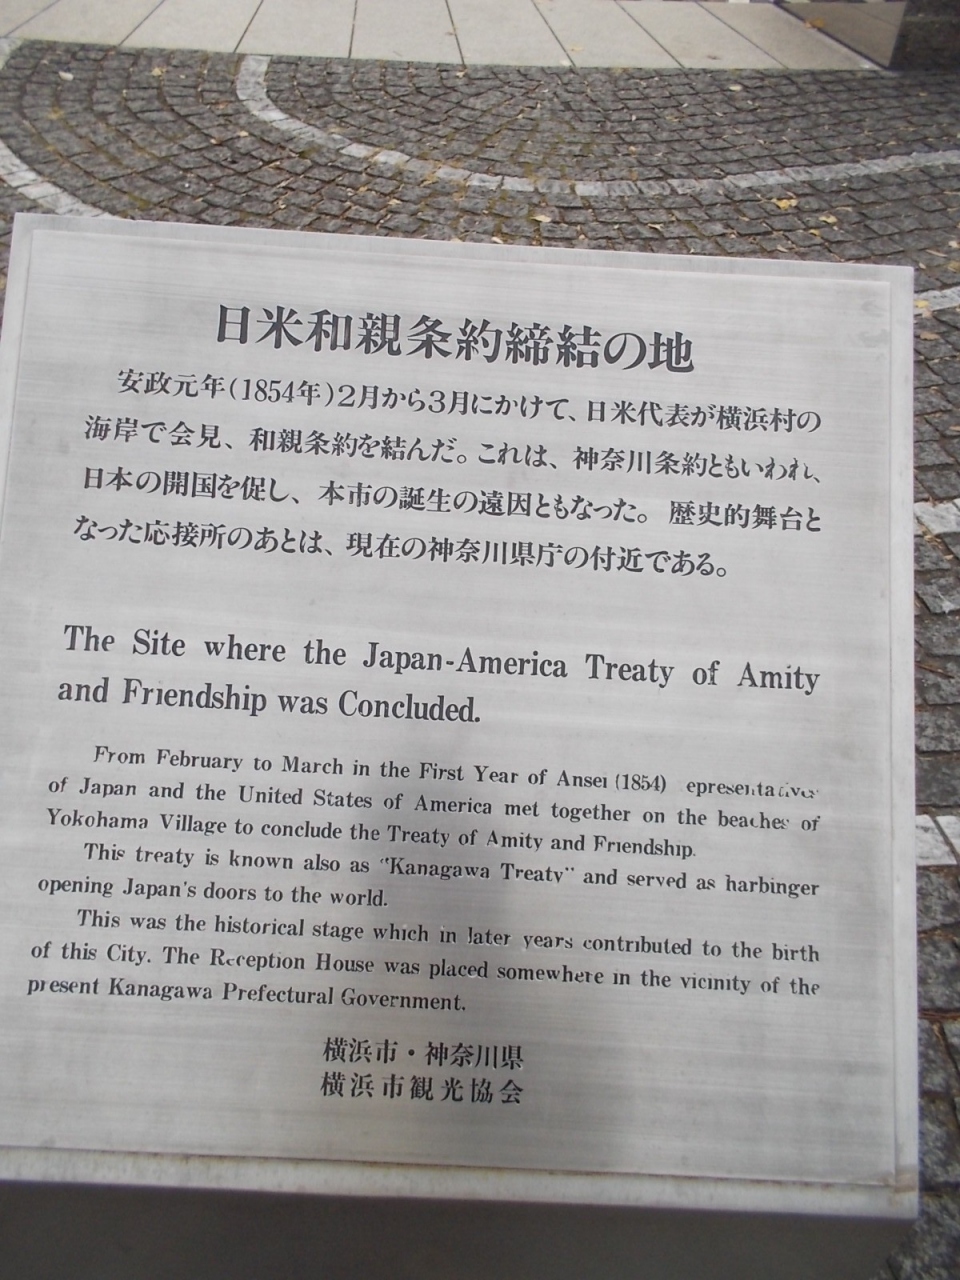 日米和親条約締結の地
安政元年(1854年)2月から3月にかけて、日米代表が横浜村の
海岸で会見、和親条約を結んだ。これは、神奈川条約ともいわれ、
日本の開国を促し、本市の誕生の遠因ともなった。歴史的舞台と
なった応接所のあとは、現在の神奈川県庁の付近である。
The Site where the Japan-America Treaty of Amity
and Friendship was Concluded.
From February to March in the First Year of Ansei (1854) epresentatives
of Japan and the United States of America met together on the beaches of
Yokohama Village to conclude the Treaty of Amity and Friendship.
This treaty is known also as "Kanagawa Treaty" and served as harbinger
opening Japan's doors to the world.
This was the historical stage which in later years contributed to the birth
of this City. The Reception House was placed somewhere in the vicinity of the
present Kanagawa Prefectural Government.
横浜市・神奈川県
横浜市観光協会